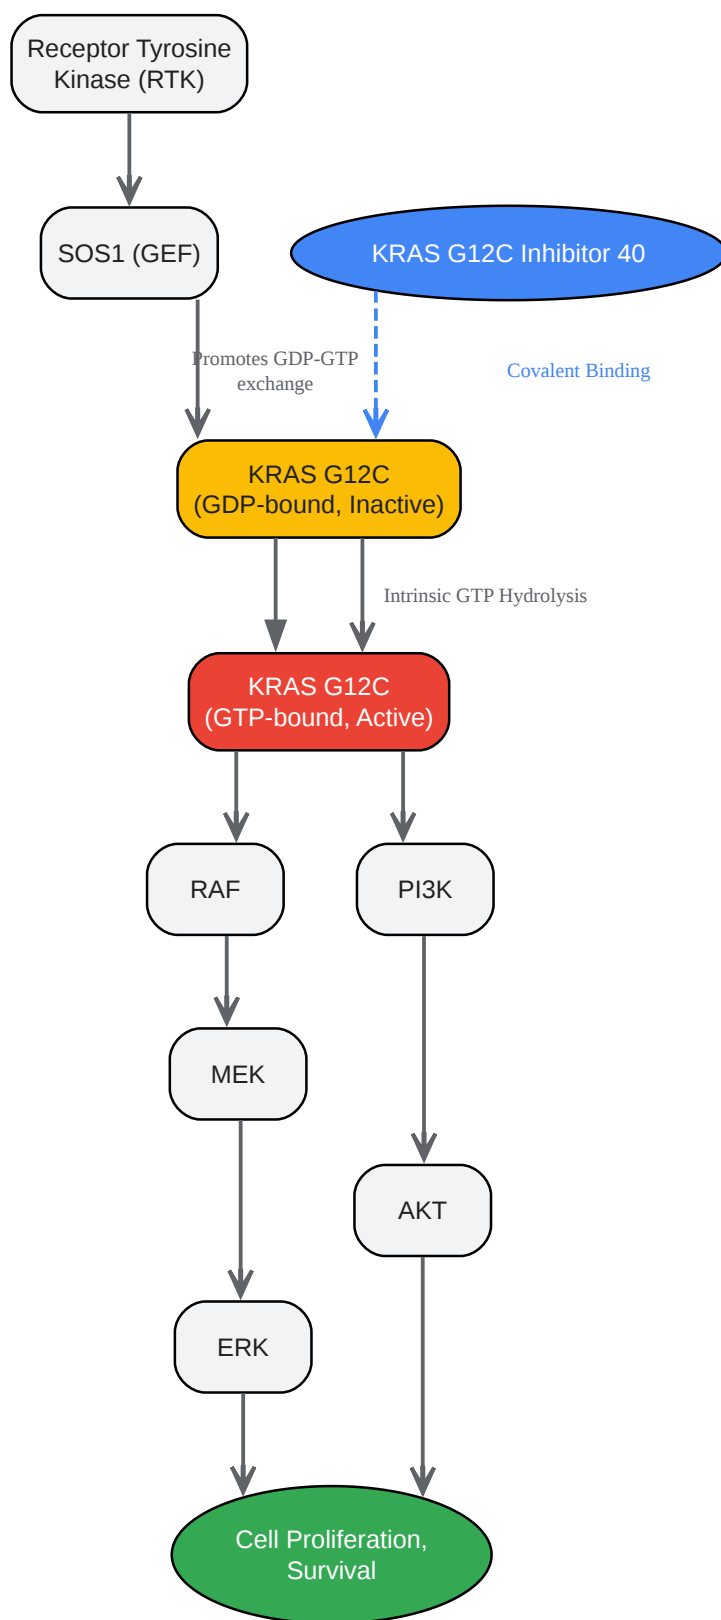 Receptor Tyrosine
Kinase (RTK)
SOS1 (GEF)
KRAS G12C Inhibitor 40
Promotes GDP-GTP
exchange
Covalent Binding
KRAS G12C
(GDP-bound, Inactive)
Intrinsic GTP Hydrolysis
KRAS G12C
(GTP-bound, Active)
RAF
PI3K
MEK
AKT
ERK
Cell Proliferation,
Survival